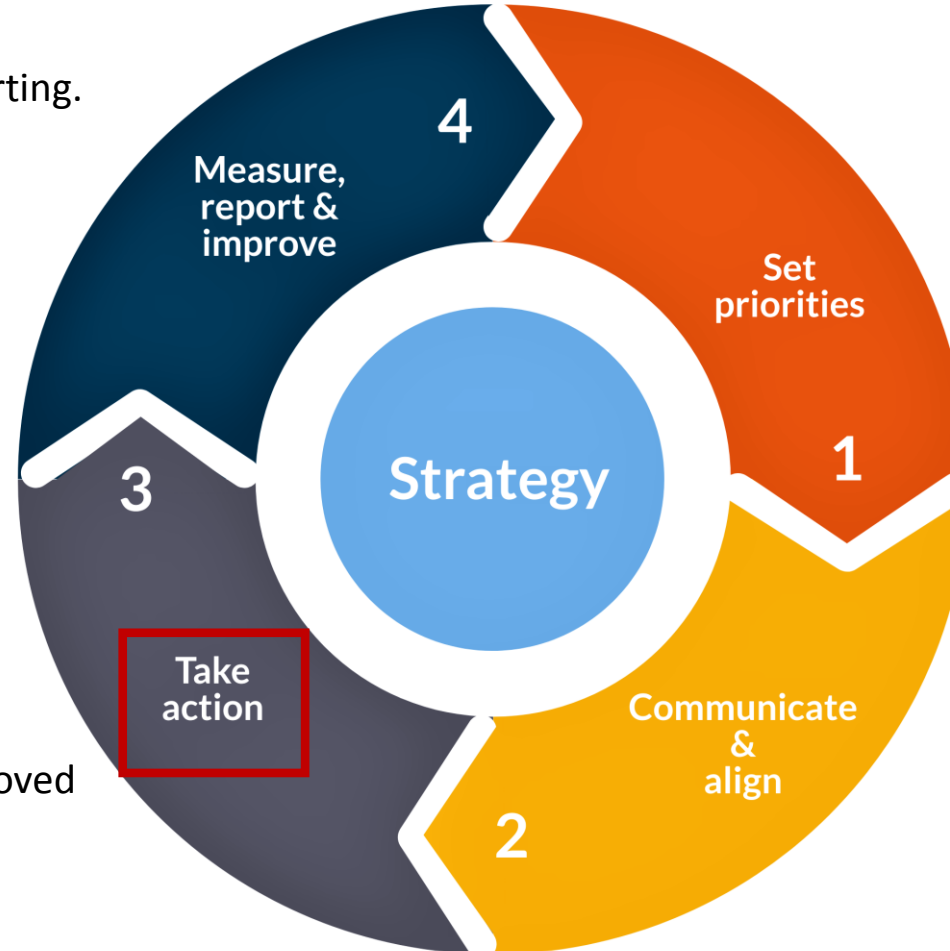 rting.
4
Measure,
report &
improve
Set
priorities
1
Strategy
3
Take
action
Communicate
&
align
oved
2